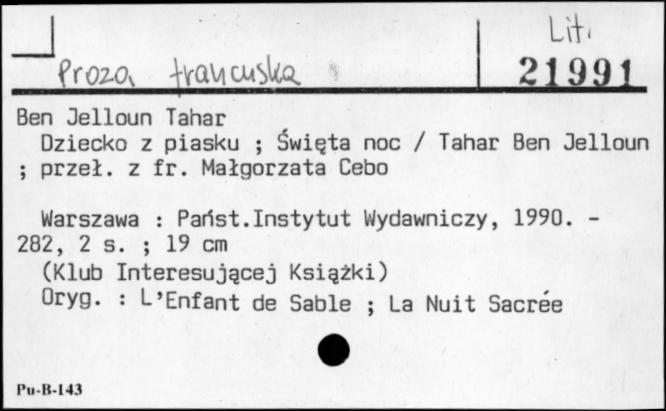 Lit.
Proza francuska
21991
Ben Jelloun Tahar
Dziecko z piasku ; Święta noc / Tahar Ben Jelloun
; przeł. z fr. Małgorzata Cebo
Warszawa : Państ.Instytut Wydawniczy, 1990. -
282, 2 s. ; 19 cm
(Klub Interesującej Książki)
Oryg. : L'Enfant de Sable ; La Nuit Sacrée
Pu-B-143